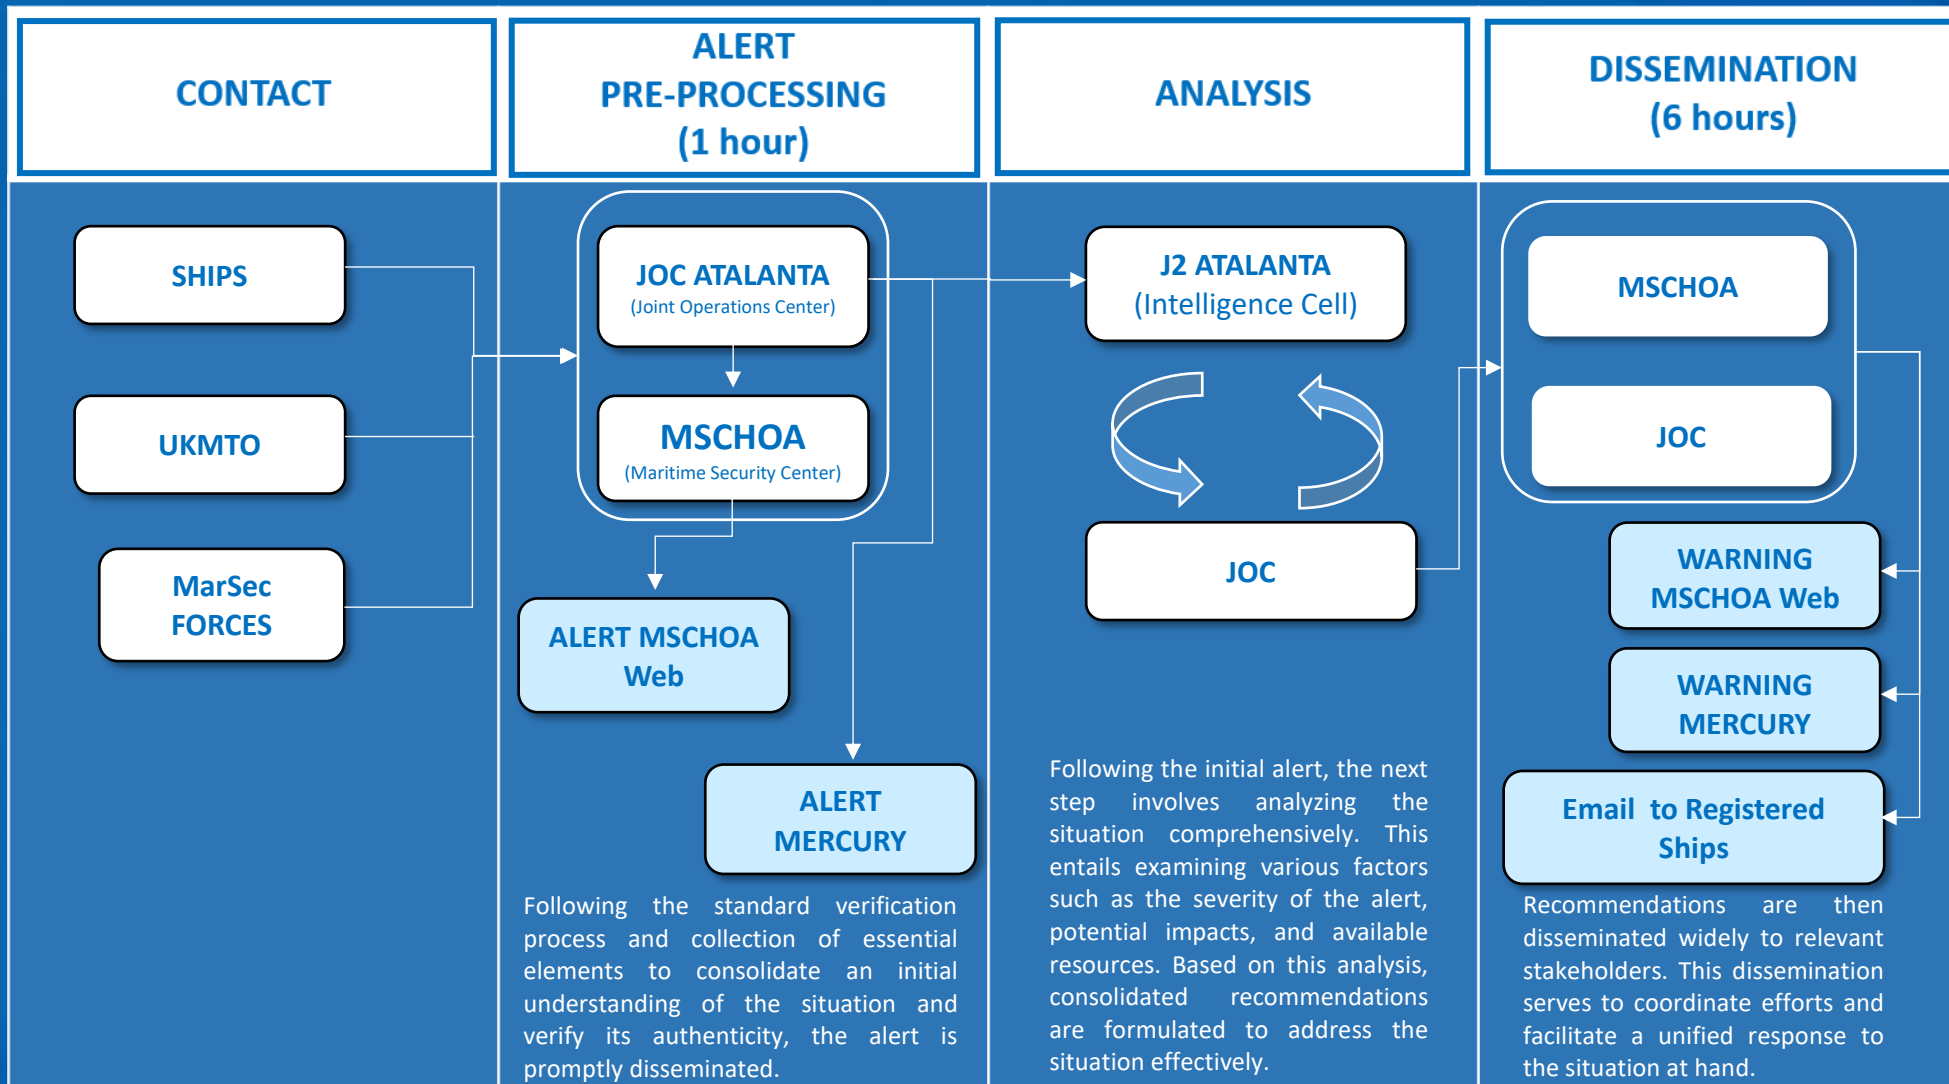 CONTACT
ALERT
PRE-PROCESSING
(1 hour)
ANALYSIS
DISSEMINATION
(6 hours)
SHIPS
UKMTO
MarSec
FORCES
JOC ATALANTA
(Joint Operations Center)
MSCHOA
(Maritime Security Center)
ALERT MSCHOA
Web
ALERT
MERCURY
Following the standard verification
process and collection of essential
elements to consolidate an initial
understanding of the situation and
verify its authenticity, the alert is
promptly disseminated.
J2 ATALANTA
(Intelligence Cell)
JOC
Following the initial alert, the next
step involves analyzing the
situation comprehensively. This
entails examining various factors
such as the severity of the alert,
potential impacts, and available
resources. Based on this analysis,
consolidated recommendations
are formulated to address the
situation effectively.
MSCHOA
JOC
WARNING
MSCHOA Web
WARNING
MERCURY
Email to Registered
Ships
Recommendations are then
disseminated widely to relevant
stakeholders. This dissemination
serves to coordinate efforts and
facilitate a unified response to
the situation at hand.